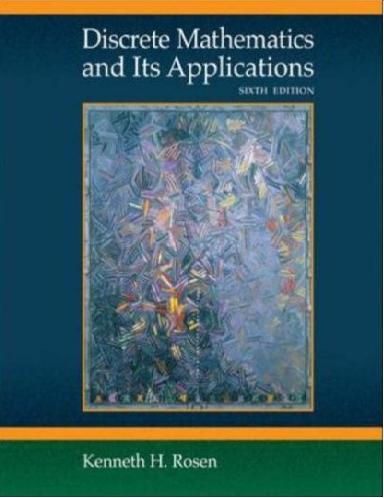 Discrete Mathematics
and Its Applications
SIXTH EDITION
Kenneth H. Rosen